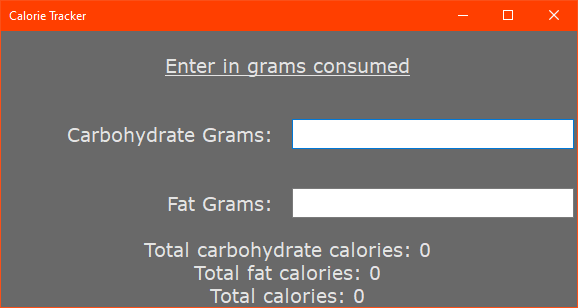 Calorie Tracker
Enter in grams consumed
Carbohydrate Grams:
Fat Grams:
Total carbohydrate calories: 0
Total fat calories: 0
Total calories: 0